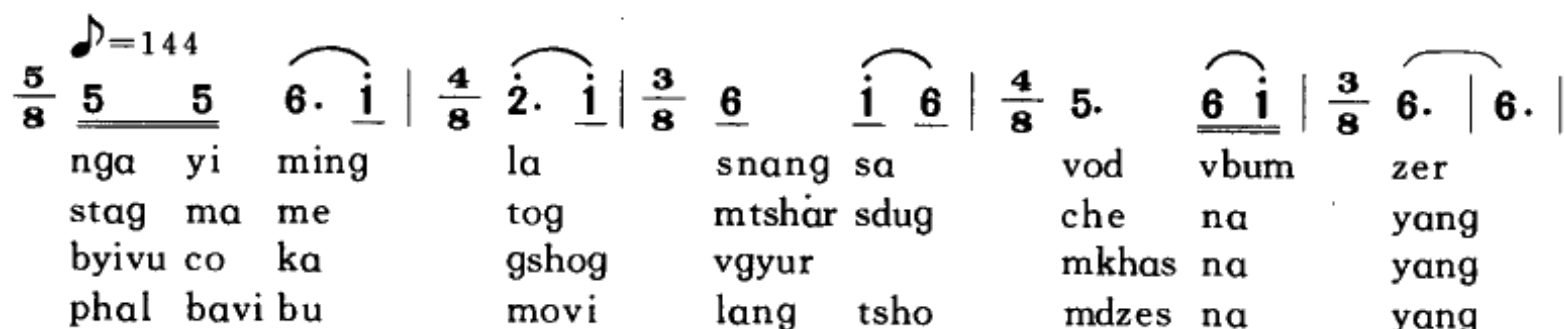 ♪=144
5/8 5 5 6. i̇ | 4/8 2̇. i̇ | 3/8 6 i̇ 6 | 4/8 5. 6 i̇ | 3/8 6. | 6. |
nga yi ming la snang sa vod vbum zer
stag ma me tog mtshar sdug che na yang
byivu co ka gshog vgyur mkhas na yang
phal bavi bu movi lang tsho mdzes na yang